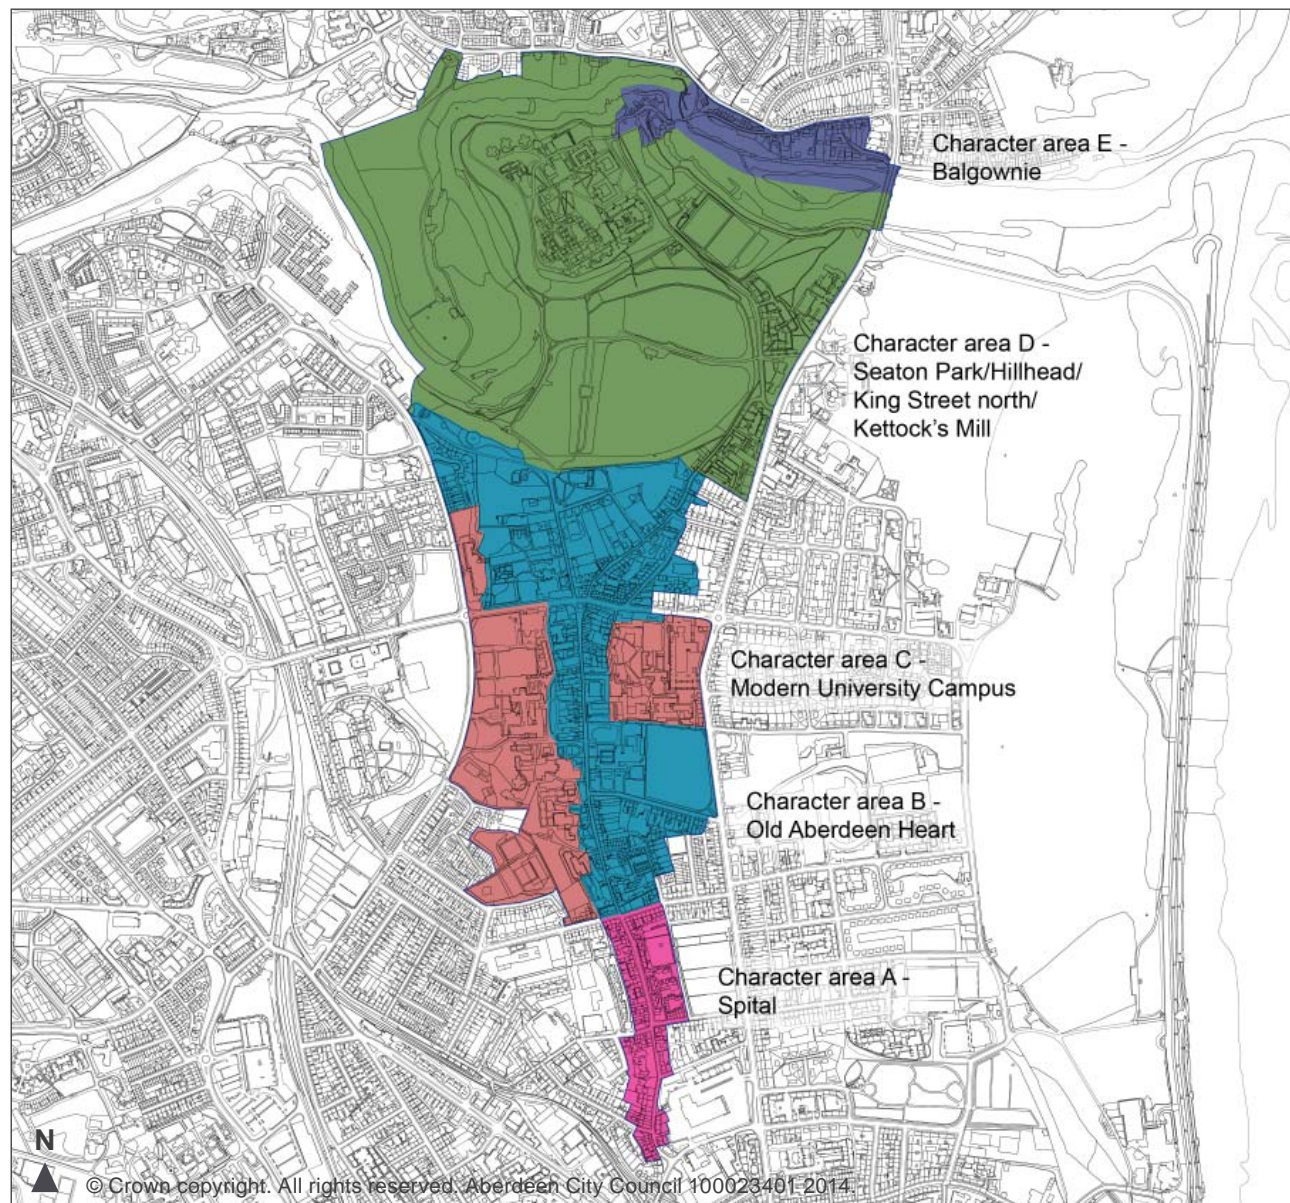 Character area E -
Balgownie
Character area D -
Seaton Park/Hillhead/
King Street north/
Kettock's Mill
Character area C -
Modern University Campus
Character area B -
Old Aberdeen Heart
Character area A -
Spital
N
© Crown copyright. All rights reserved. Aberdeen City Council 100023401 2014.